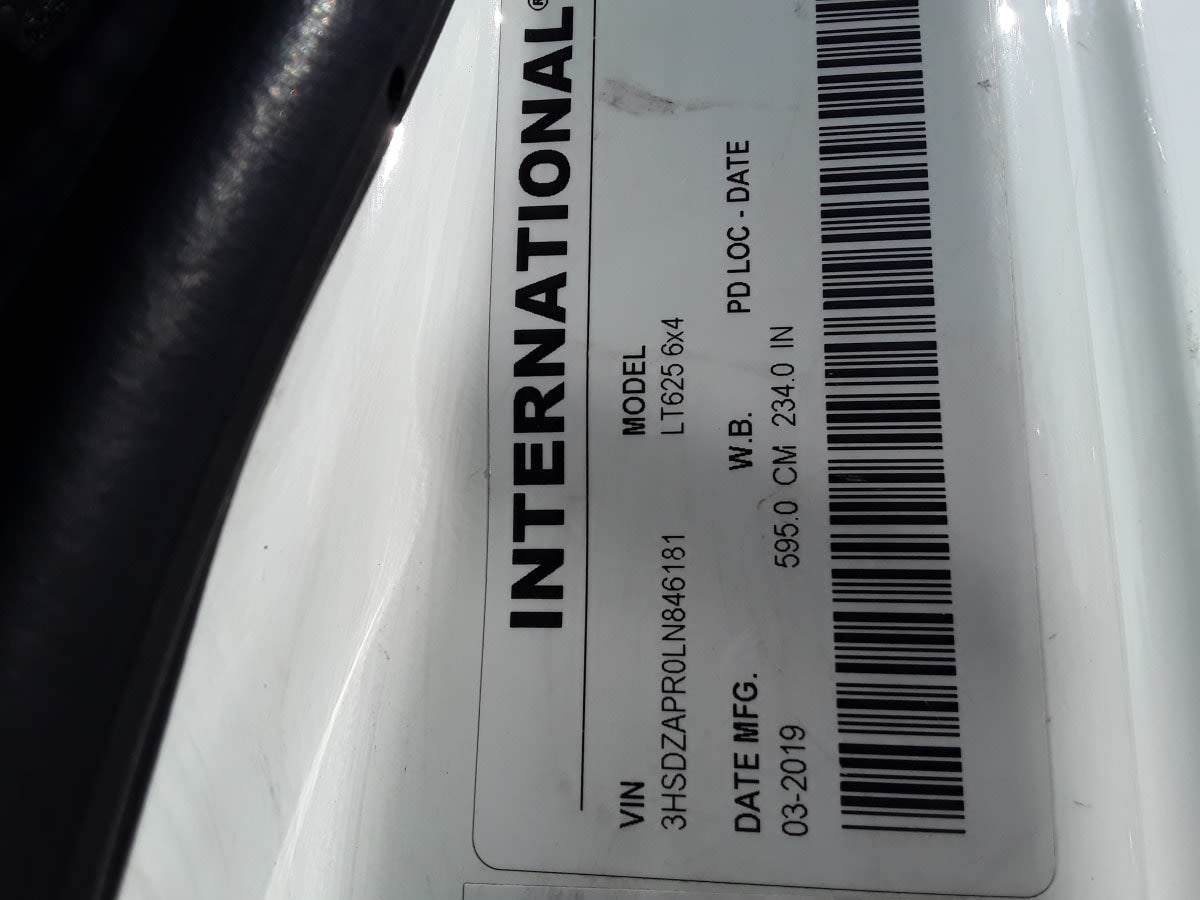 INTERNATIONAL®
VIN MODEL
3HSDZAPR0LN846181 LT625 6x4
DATE MFG. W.B. PD LOC - DATE
03-2019 595.0 CM 234.0 IN